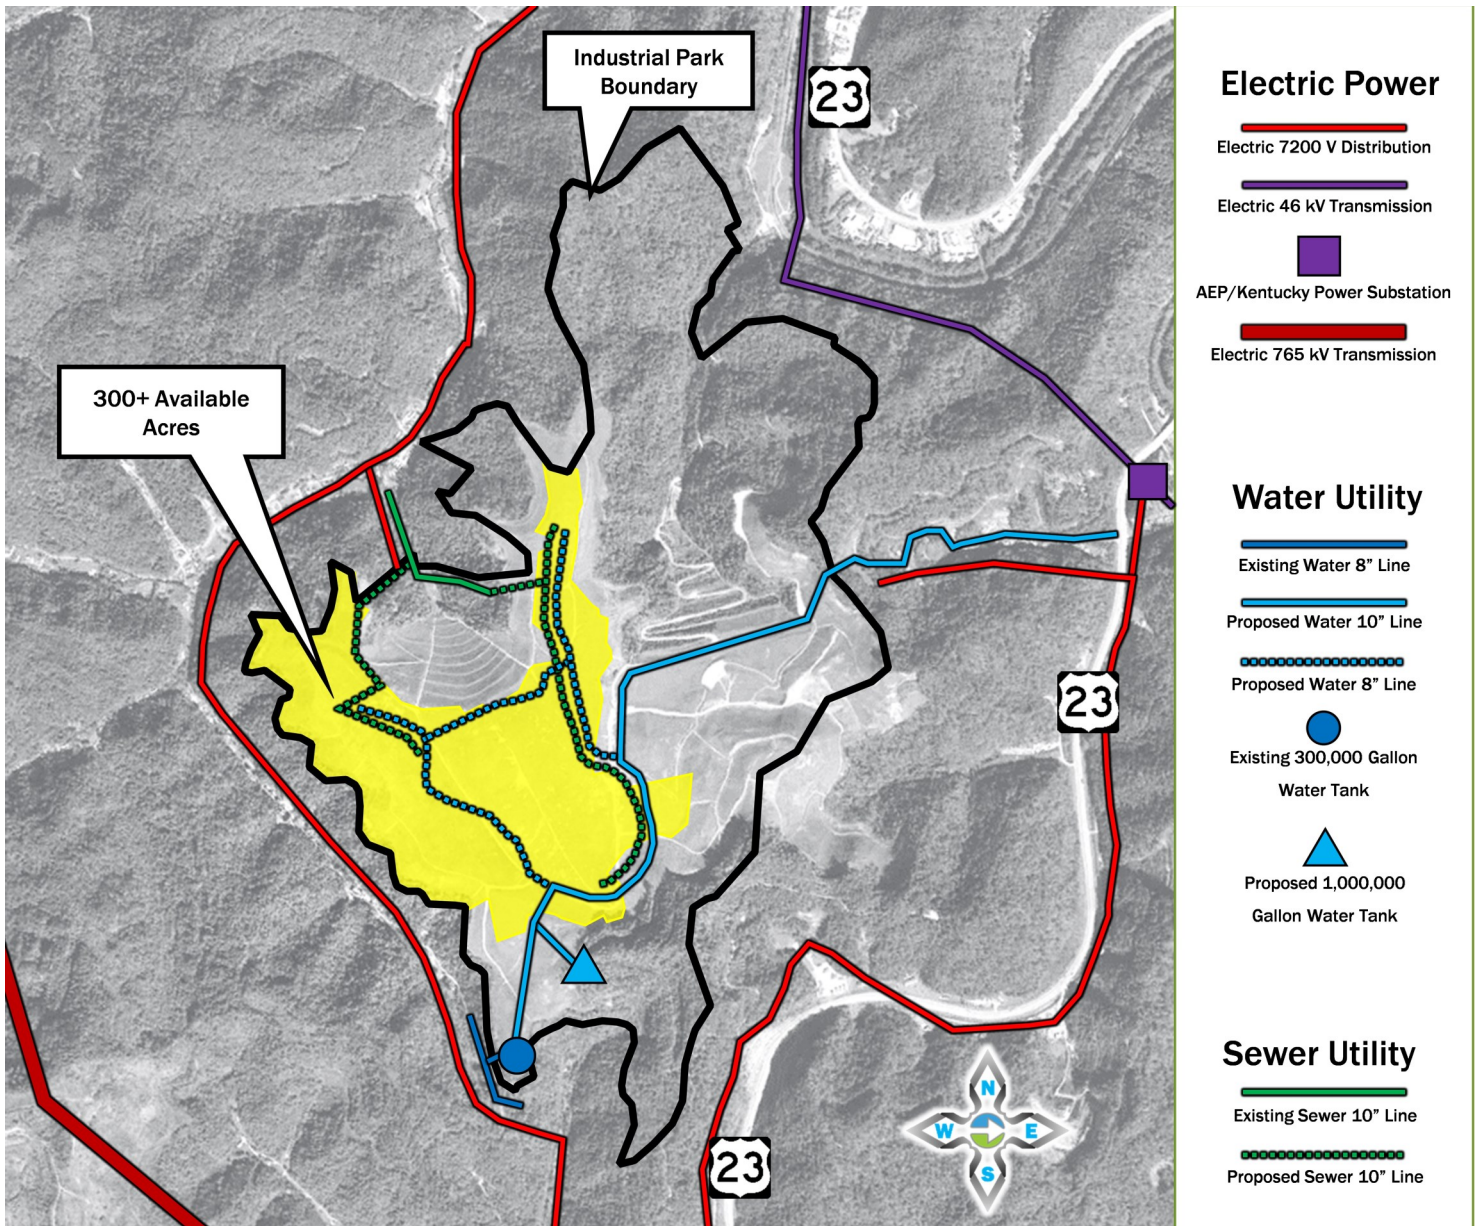 Industrial Park
Boundary
23
300+ Available
Acres
23
23
N
W
E
S
Electric Power
Electric 7200 V Distribution
Electric 46 kV Transmission
AEP/Kentucky Power Substation
Electric 765 kV Transmission
Water Utility
Existing Water 8” Line
Proposed Water 10” Line
Proposed Water 8” Line
Existing 300,000 Gallon
Water Tank
Proposed 1,000,000
Gallon Water Tank
Sewer Utility
Existing Sewer 10” Line
Proposed Sewer 10” Line